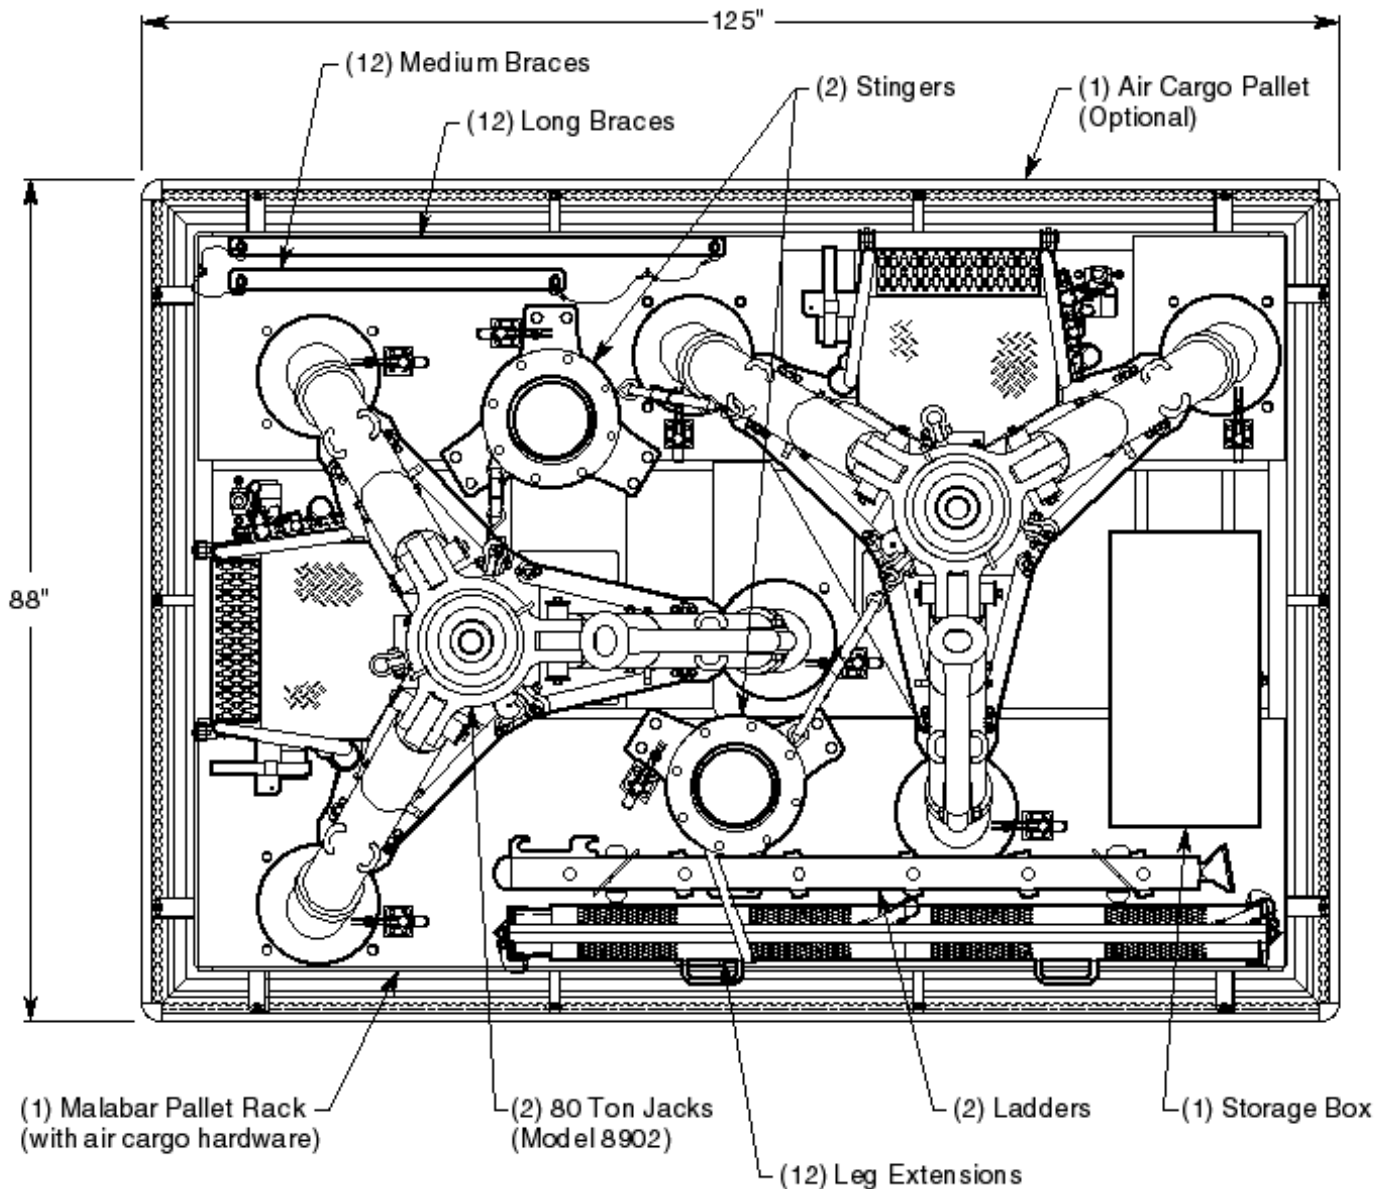 125"
(12) Medium Braces
(2) Stingers
(1) Air Cargo Pallet
(Optional)
(12) Long Braces
88"
(1) Malabar Pallet Rack
(with air cargo hardware)
(2) 80 Ton Jacks
(Model 8902)
(2) Ladders
(1) Storage Box
(12) Leg Extensions